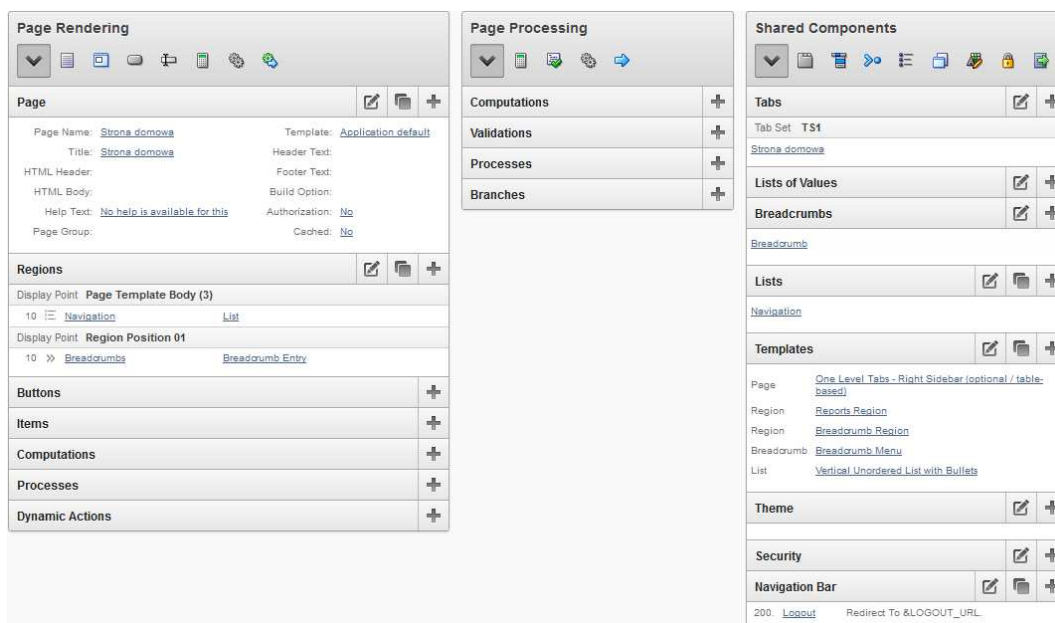 Page Rendering
Page
Page Name: Strona domowa
Title: Strona domowa
HTML Header:
HTML Body:
Help Text: No help is available for this
Page Group:
Template: Application default
Header Text:
Footer Text:
Build Option:
Authorization: No
Cached: No
Regions
Display Point Page Template Body (3)
10 Navigation List
Display Point Region Position 01
10 Breadcrumbs Breadcrumb Entry
Buttons
Items
Computations
Processes
Dynamic Actions
Page Processing
Computations
Validations
Processes
Branches
Shared Components
Tabs
Tab Set TS1
Strona domowa
Lists of Values
Breadcrumbs
Breadcrumb
Lists
Navigation
Templates
Page One Level Tabs - Right Sidebar (optional / table-
based)
Region Reports Region
Region Breadcrumb Region
Breadcrumb Breadcrumb Menu
List Vertical Unordered List with Bullets
Theme
Security
Navigation Bar
200. Logout Redirect To &LOGOUT_URL.